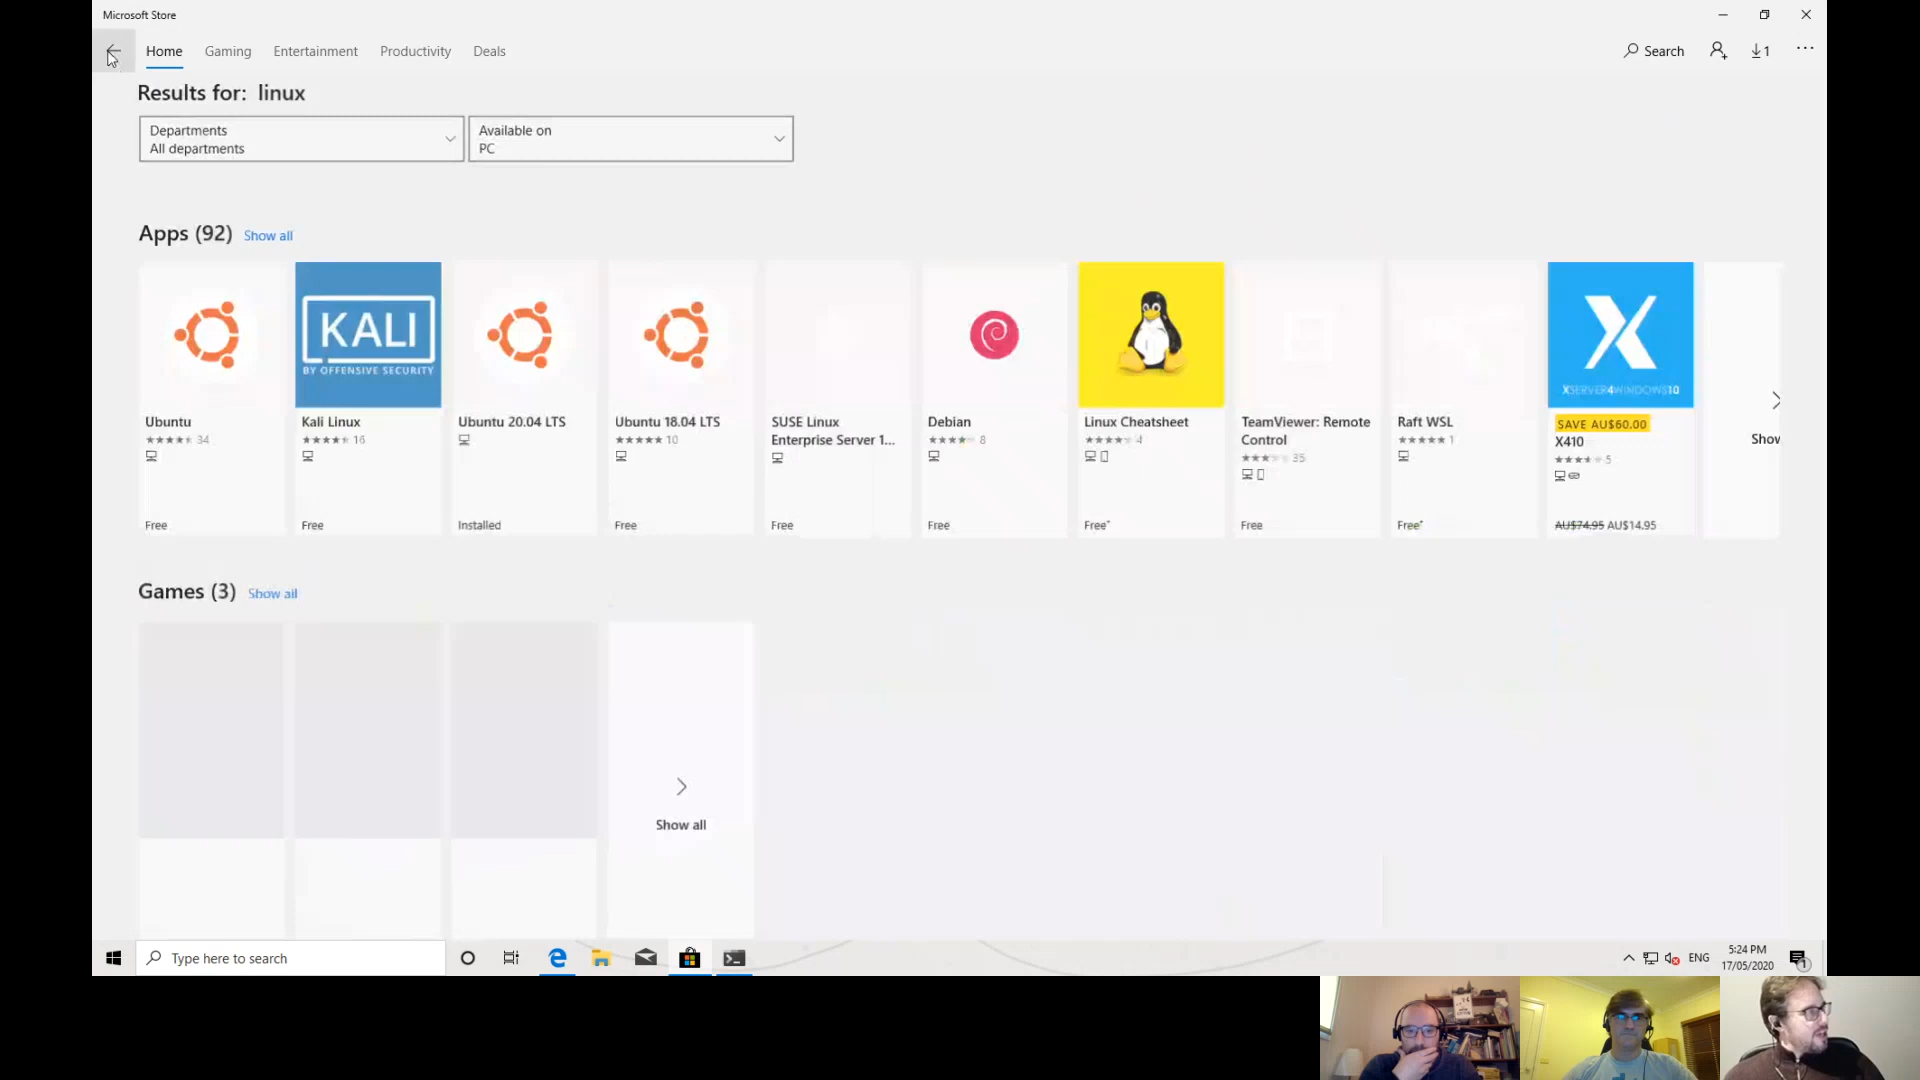 Microsoft Store
Home Gaming Entertainment Productivity Deals
Search
1
Results for: linux
Departments
All departments
Available on
PC
Apps (92) Show all
KALI
BY OFFENSIVE SECURITY
XSERVER4WINDOWS10
Ubuntu
34
Free
Kali Linux
16
Free
Ubuntu 20.04 LTS
Installed
Ubuntu 18.04 LTS
10
Free
SUSE Linux
Enterprise Server 1...
Free
Debian
8
Free
Linux Cheatsheet
4
Free*
TeamViewer: Remote
Control
35
Free
Raft WSL
1
Free*
SAVE AU$60.00
X410
5
AU$74.95 AU$14.95
Show
Games (3) Show all
Show all
Type here to search
ENG
5:24 PM
17/05/2020
1